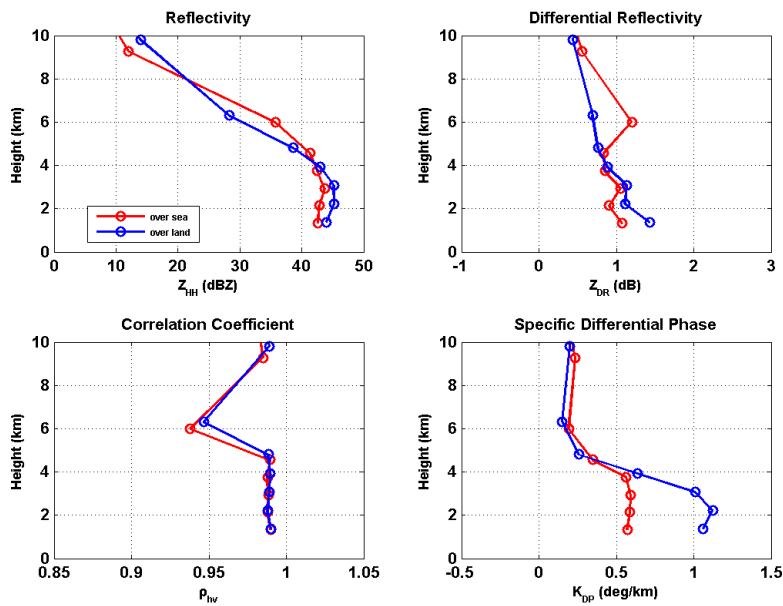 Reflectivity
10
8
6
4
2
0
Height (km)
over sea
over land
0 10 20 30 40 50
Z_HH (dBZ)
Differential Reflectivity
10
8
6
4
2
0
Height (km)
-1 0 1 2 3
Z_DR (dB)
Correlation Coefficient
10
8
6
4
2
0
Height (km)
0.85 0.9 0.95 1 1.05
ρ_hv
Specific Differential Phase
10
8
6
4
2
0
Height (km)
-0.5 0 0.5 1 1.5
K_DP (deg/km)